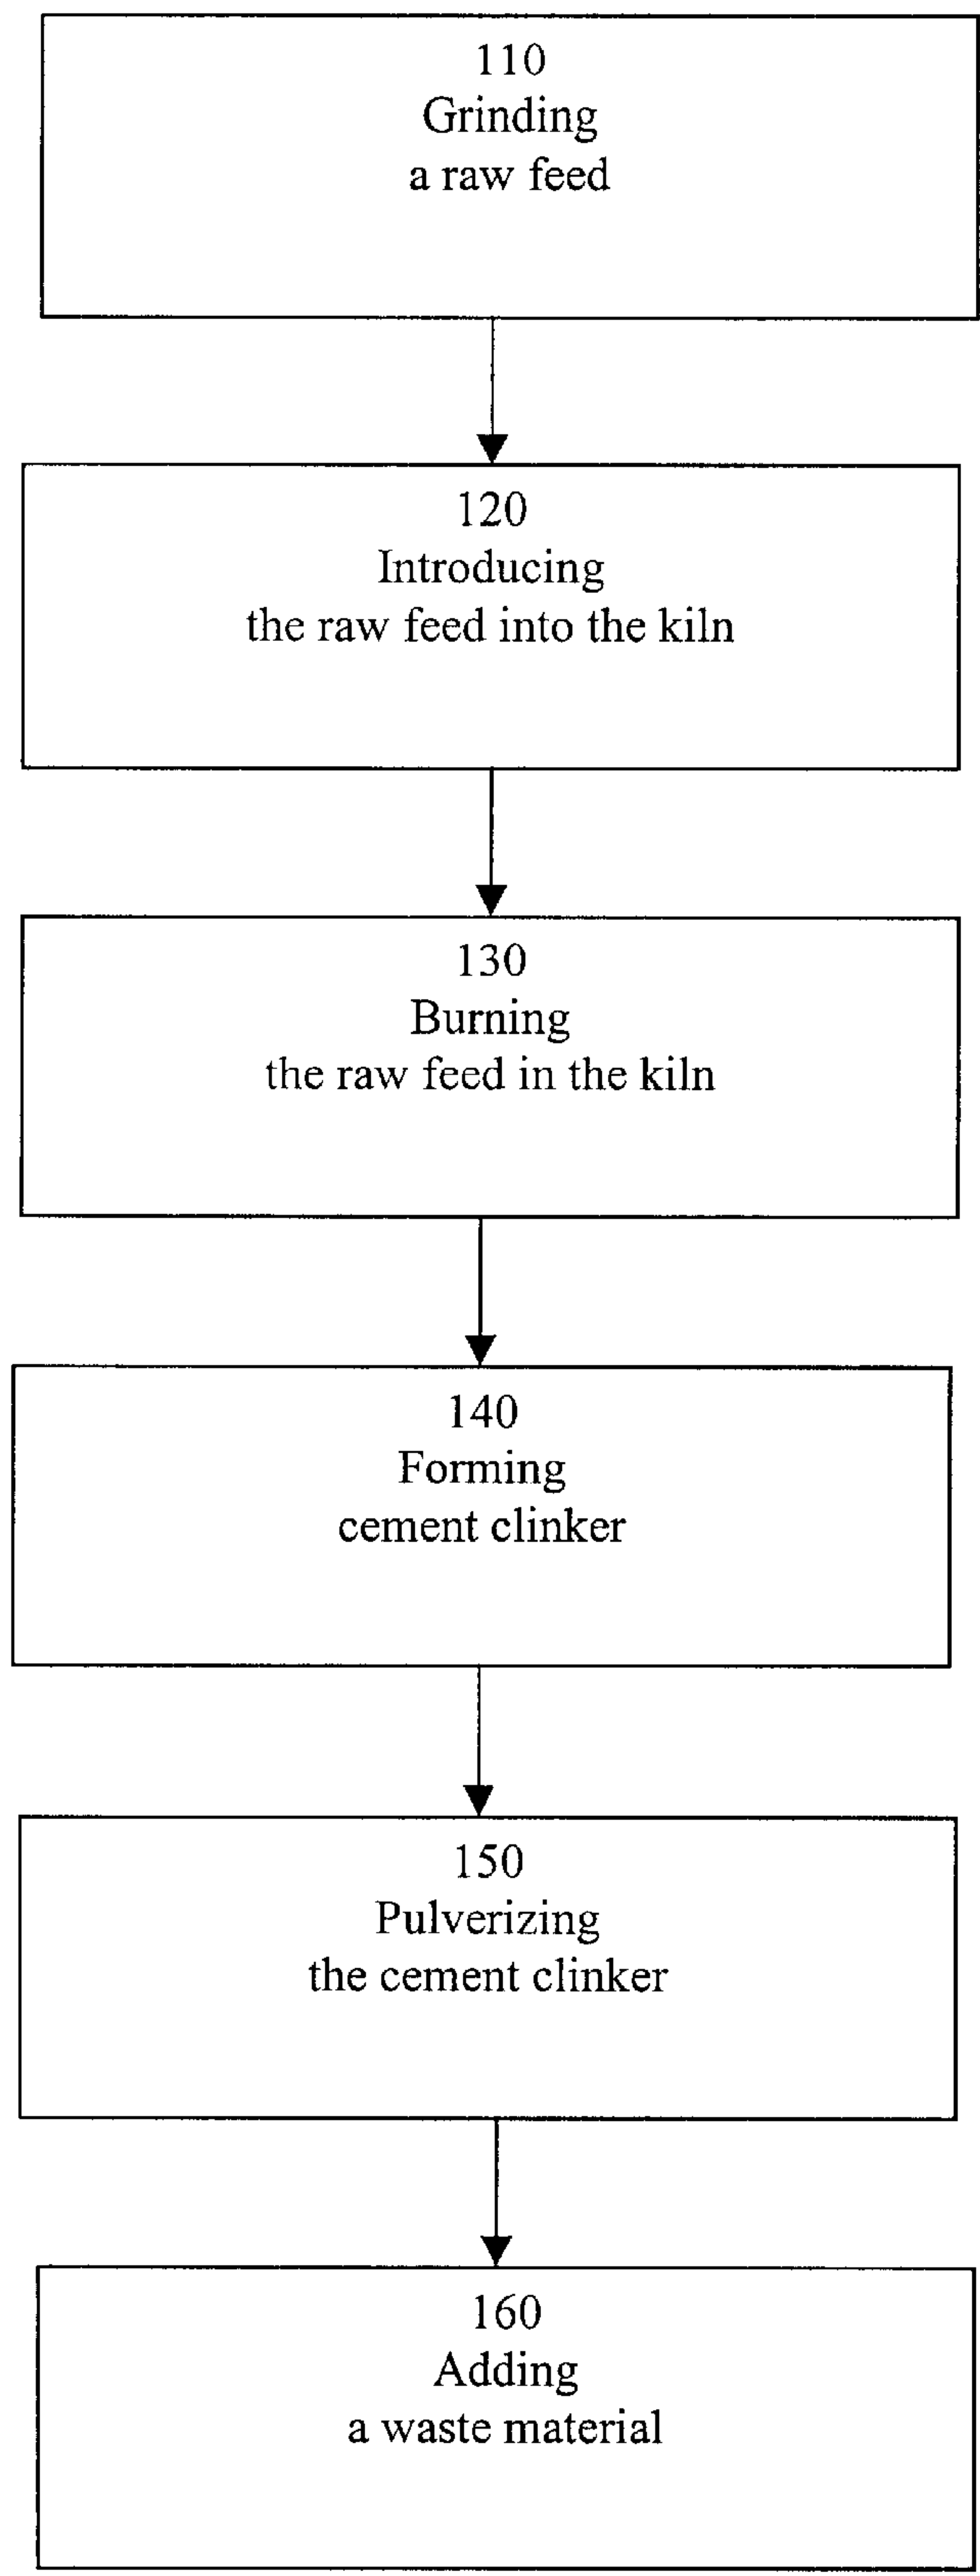 110
Grinding
a raw feed
120
Introducing
the raw feed into the kiln
130
Burning
the raw feed in the kiln
140
Forming
cement clinker
150
Pulverizing
the cement clinker
160
Adding
a waste material